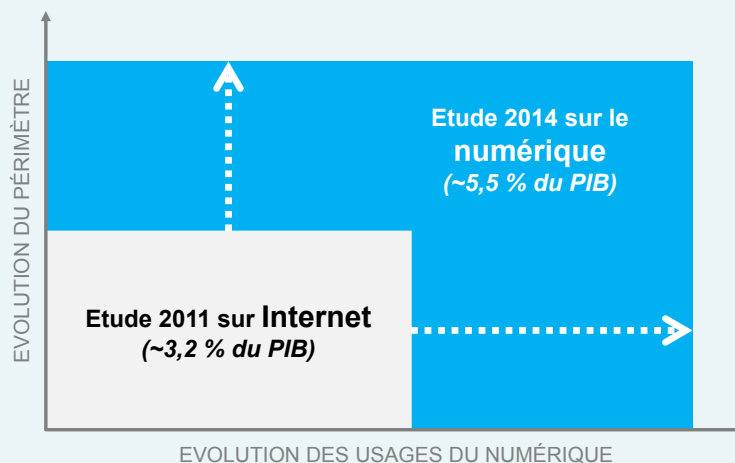 EVOLUTION DU PÉRIMÈTRE
Etude 2014 sur le
numérique
(~5,5 % du PIB)
Etude 2011 sur Internet
(~3,2 % du PIB)
EVOLUTION DES USAGES DU NUMÉRIQUE